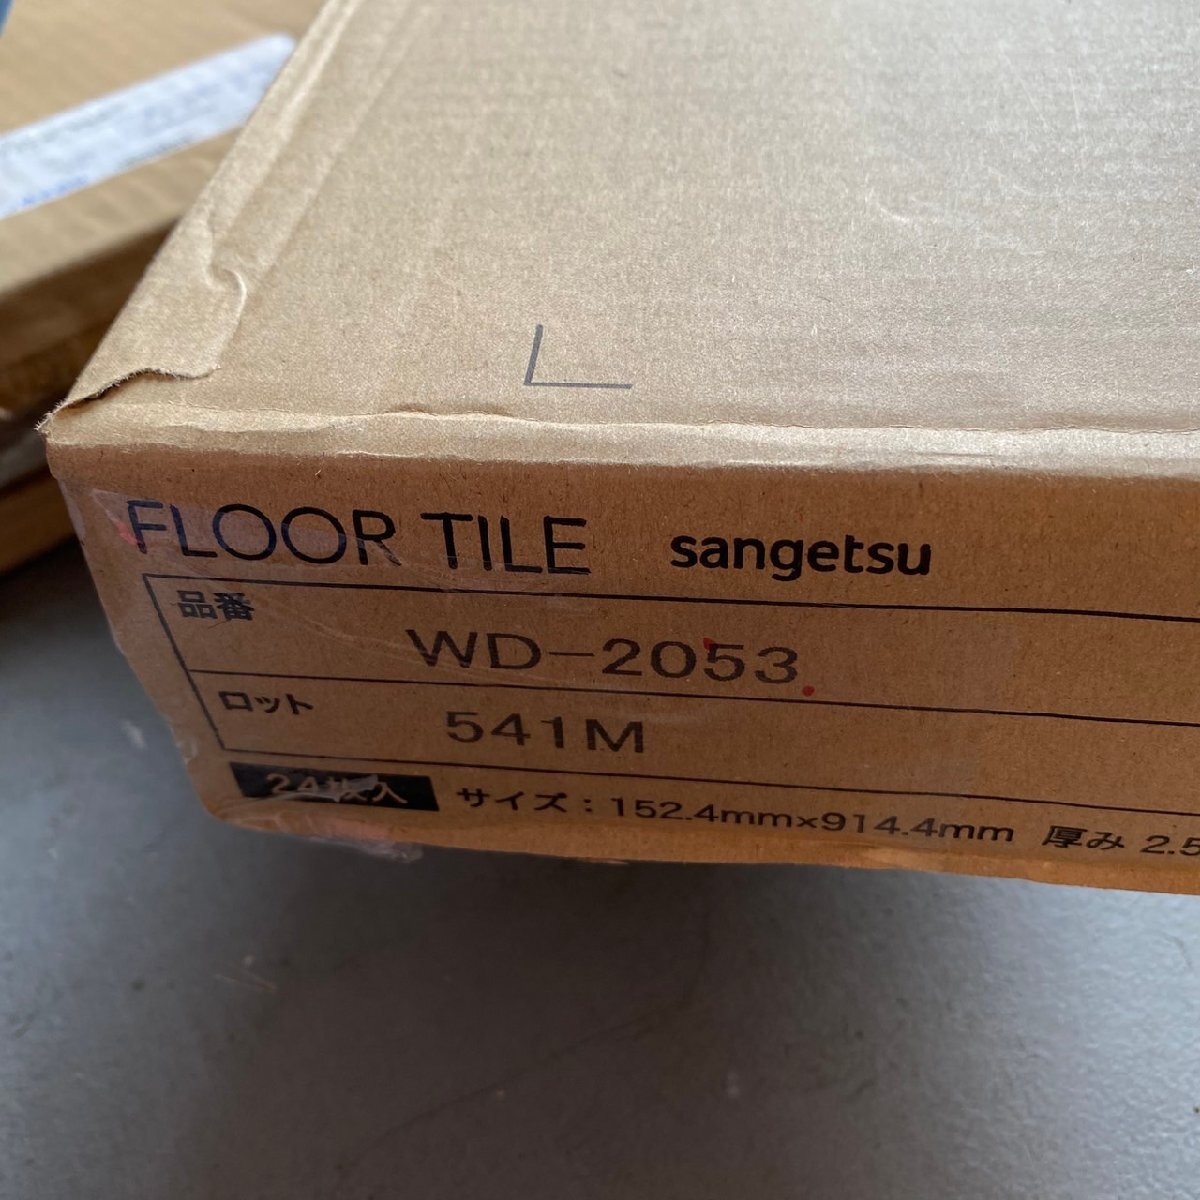 FLOOR TILE sangetsu
品番 WD-2053
ロット 541M
24枚入 サイズ：152.4mm×914.4mm 厚み 2.5